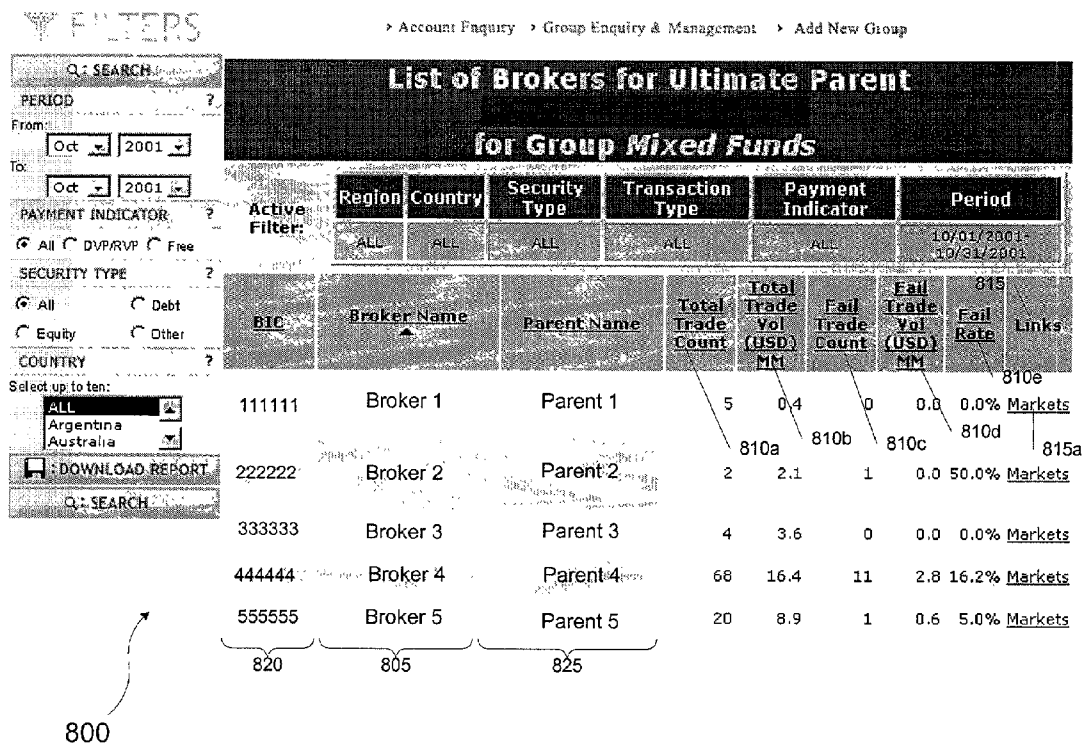 FILTERS
> Account Enquiry > Group Enquiry & Management > Add New Group
Q: SEARCH
PERIOD ?
From:
Oct 2001
To:
Oct 2001
PAYMENT INDICATOR ?
All DVP/RVP Free
SECURITY TYPE ?
All Debt
Equity Other
COUNTRY ?
Select up to ten:
ALL
Argentina
Australia
: DOWNLOAD REPORT
Q: SEARCH
List of Brokers for Ultimate Parent
for Group Mixed Funds
Active Filter:
Region Country Security Type Transaction Type Payment Indicator Period
ALL ALL ALL ALL ALL 10/01/2001-10/31/2001
815
BIC Broker Name Parent Name Total Trade Count Total Trade Vol (USD) MM Fail Trade Count Fail Trade Vol (USD) MM Fail Rate Links
810e
111111 Broker 1 Parent 1 5 0.4 0 0.0 0.0% Markets
810a 810b 810c 810d 815a
222222 Broker 2 Parent 2 2 2.1 1 0.0 50.0% Markets
333333 Broker 3 Parent 3 4 3.6 0 0.0 0.0% Markets
444444 Broker 4 Parent 4 68 16.4 11 2.8 16.2% Markets
555555 Broker 5 Parent 5 20 8.9 1 0.6 5.0% Markets
820 805 825
800